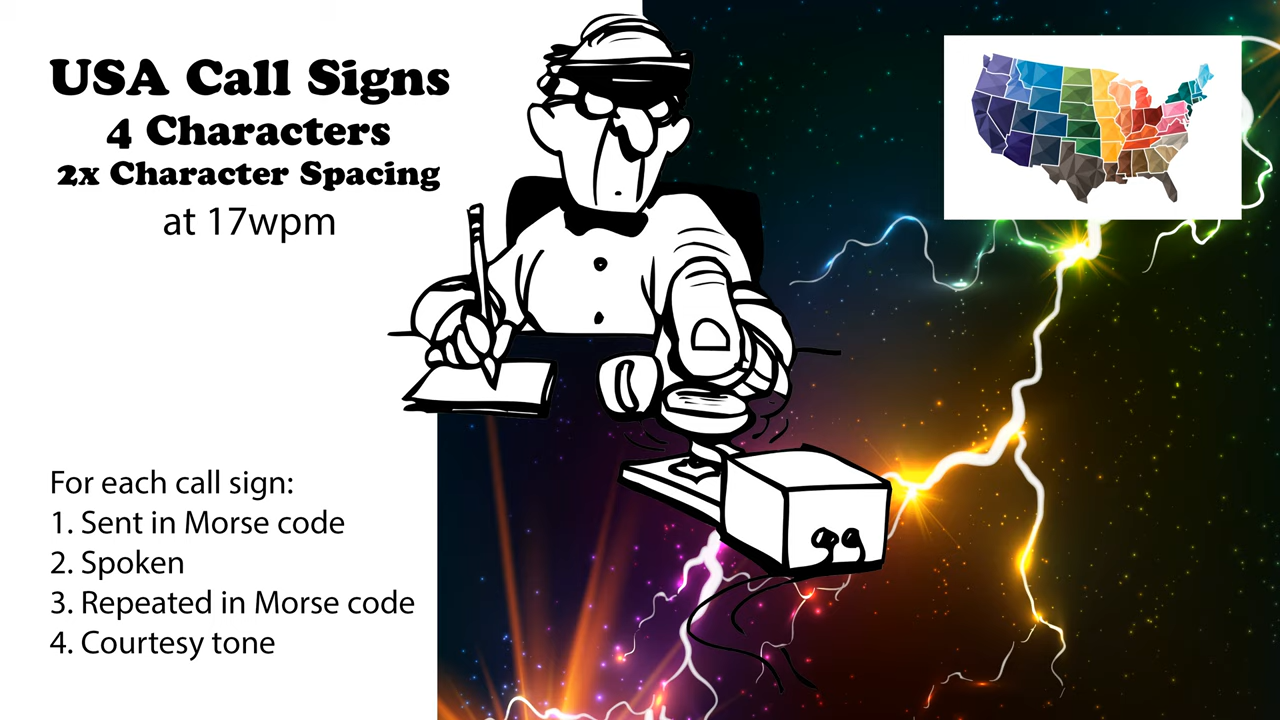 USA Call Signs
4 Characters
2x Character Spacing
at 17wpm
For each call sign:
1. Sent in Morse code
2. Spoken
3. Repeated in Morse code
4. Courtesy tone